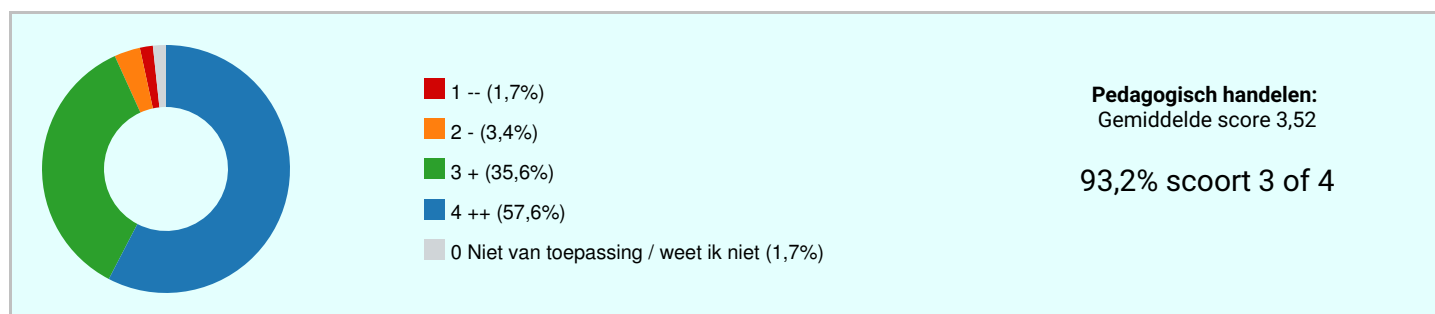 1 -- (1,7%)
2 - (3,4%)
3 + (35,6%)
4 ++ (57,6%)
0 Niet van toepassing / weet ik niet (1,7%)
Pedagogisch handelen:
Gemiddelde score 3,52
93,2% scoort 3 of 4